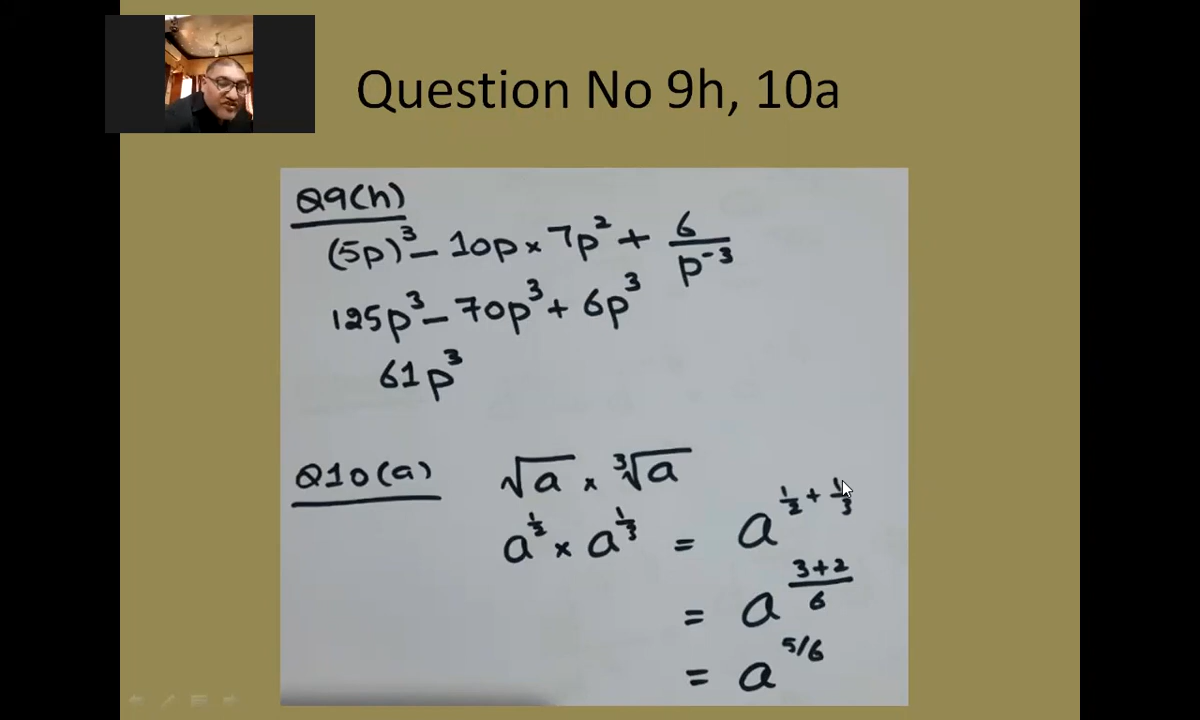 Question No 9h, 10a
Q9(h)
(5p)³ - 10p × 7p² + 6/p⁻³
125p³ - 70p³ + 6p³
61p³
Q10(a) √a × ³√a
a^½ × a^⅓ = a^(½ + ⅓)
= a^((3+2)/6)
= a^(5/6)